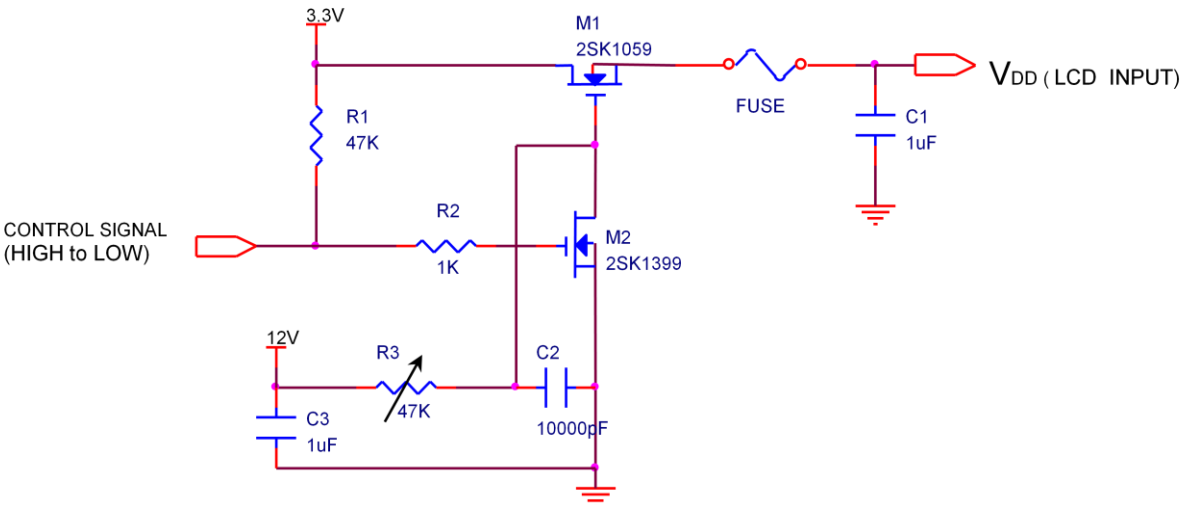 3.3V
M1
2SK1059
VDD ( LCD INPUT)
FUSE
R1
47K
C1
1uF
CONTROL SIGNAL
(HIGH to LOW)
R2
1K
M2
2SK1399
12V
R3
47K
C2
10000pF
C3
1uF